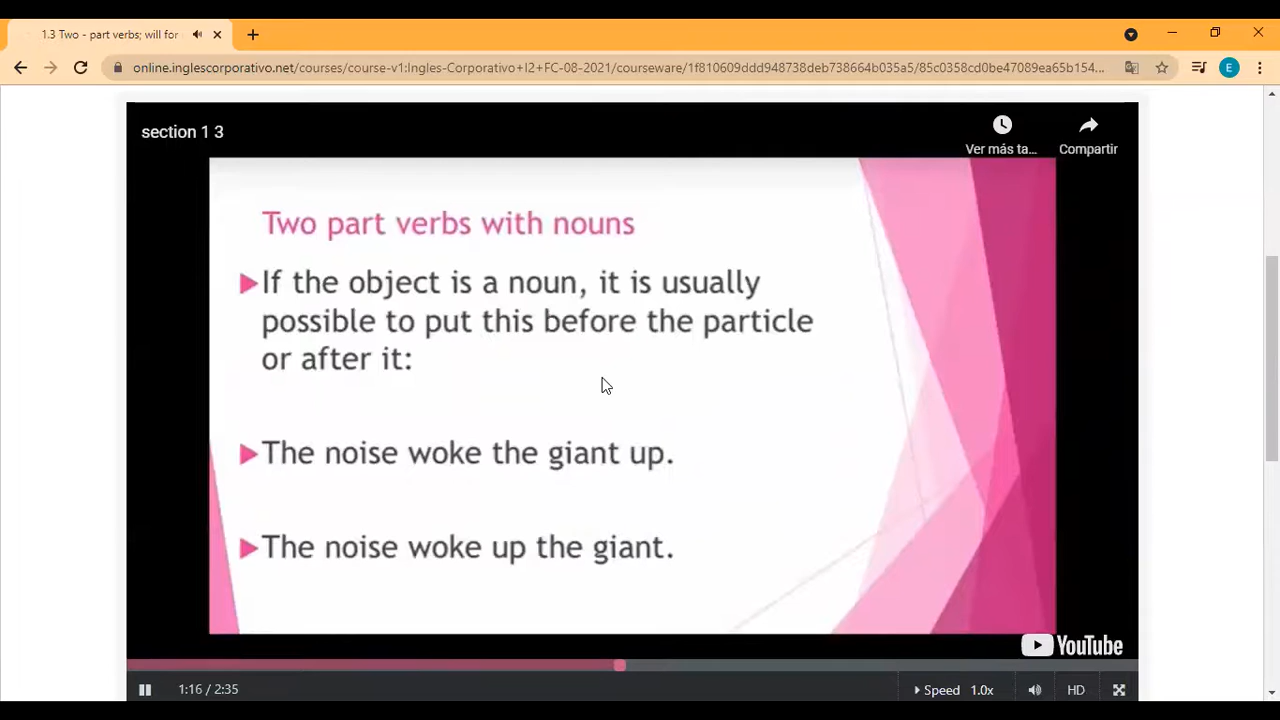 1.3 Two - part verbs; will for
online.inglescorporativo.net/courses/course-v1:Ingles-Corporativo+I2+FC-08-2021/courseware/1f810609ddd948738deb738664b035a5/85c0358cd0be47089ea65b154...
E
section 1 3
Ver más ta...
Compartir
Two part verbs with nouns
If the object is a noun, it is usually
possible to put this before the particle
or after it:
The noise woke the giant up.
The noise woke up the giant.
YouTube
1:16 / 2:35
Speed 1.0x
HD